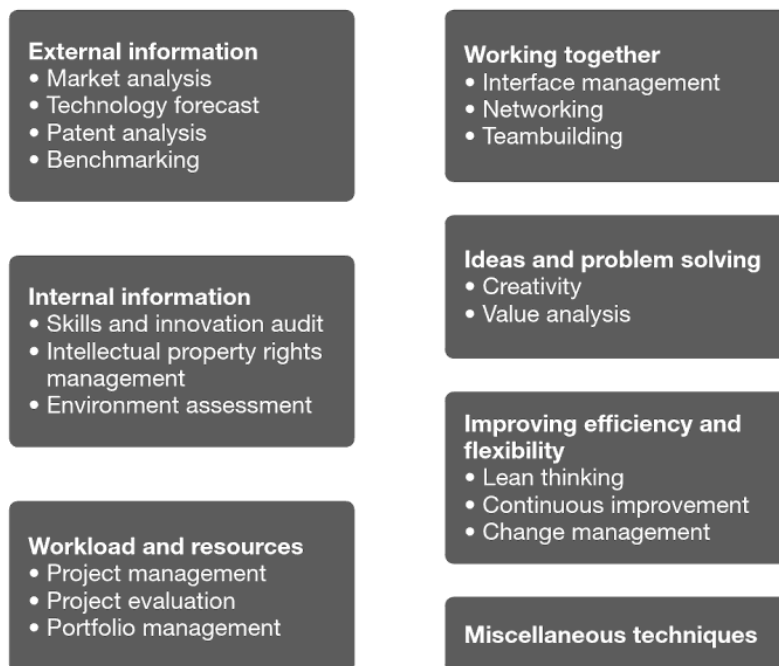 External information
• Market analysis
• Technology forecast
• Patent analysis
• Benchmarking
Internal information
• Skills and innovation audit
• Intellectual property rights
management
• Environment assessment
Workload and resources
• Project management
• Project evaluation
• Portfolio management
Working together
• Interface management
• Networking
• Teambuilding
Ideas and problem solving
• Creativity
• Value analysis
Improving efficiency and
flexibility
• Lean thinking
• Continuous improvement
• Change management
Miscellaneous techniques